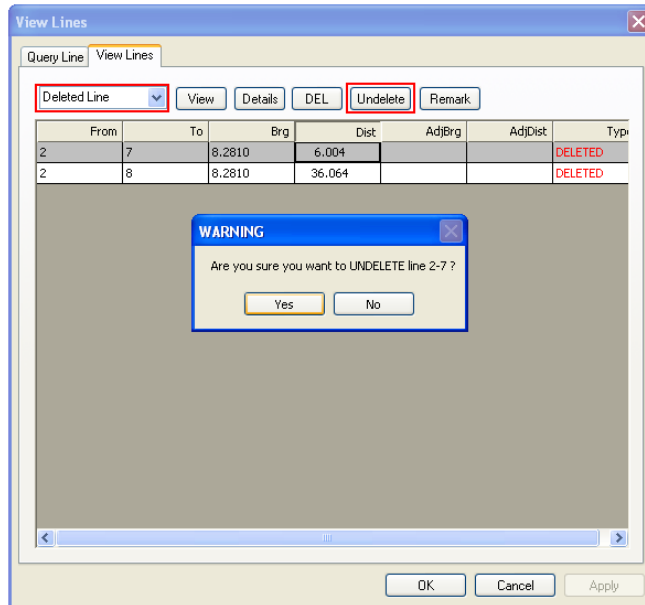 View Lines
Query Line View Lines
Deleted Line View Details DEL Undelete Remark
From To Brg Dist AdjBrg AdjDist Type
2 7 8.2810 6.004 DELETED
2 8 8.2810 36.064 DELETED
WARNING
Are you sure you want to UNDELETE line 2-7 ?
Yes No
OK Cancel Apply